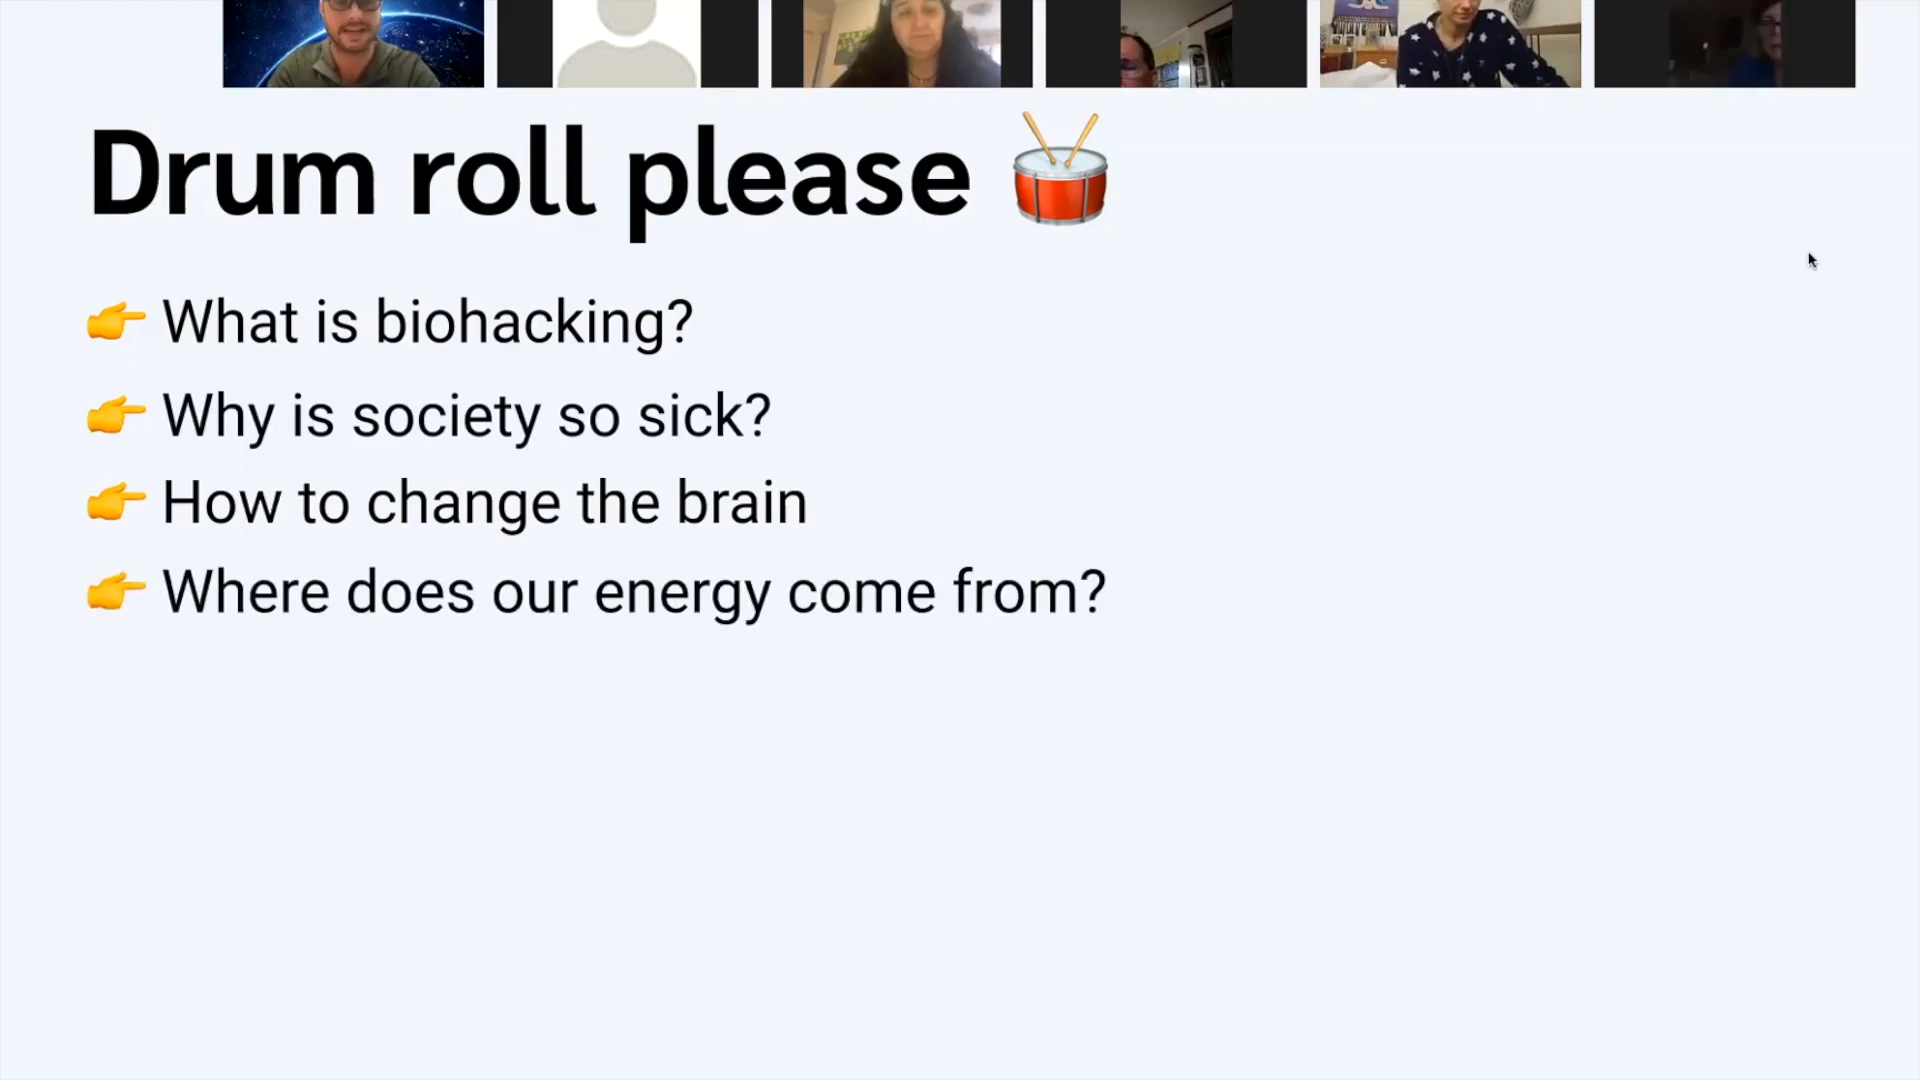 Drum roll please 🥁
👉 What is biohacking?
👉 Why is society so sick?
👉 How to change the brain
👉 Where does our energy come from?